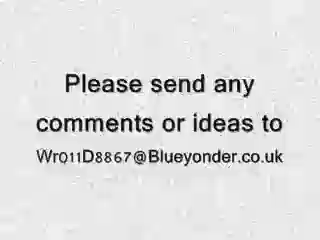 Please send any
comments or ideas to
Wr011D8867@Blueyonder.co.uk